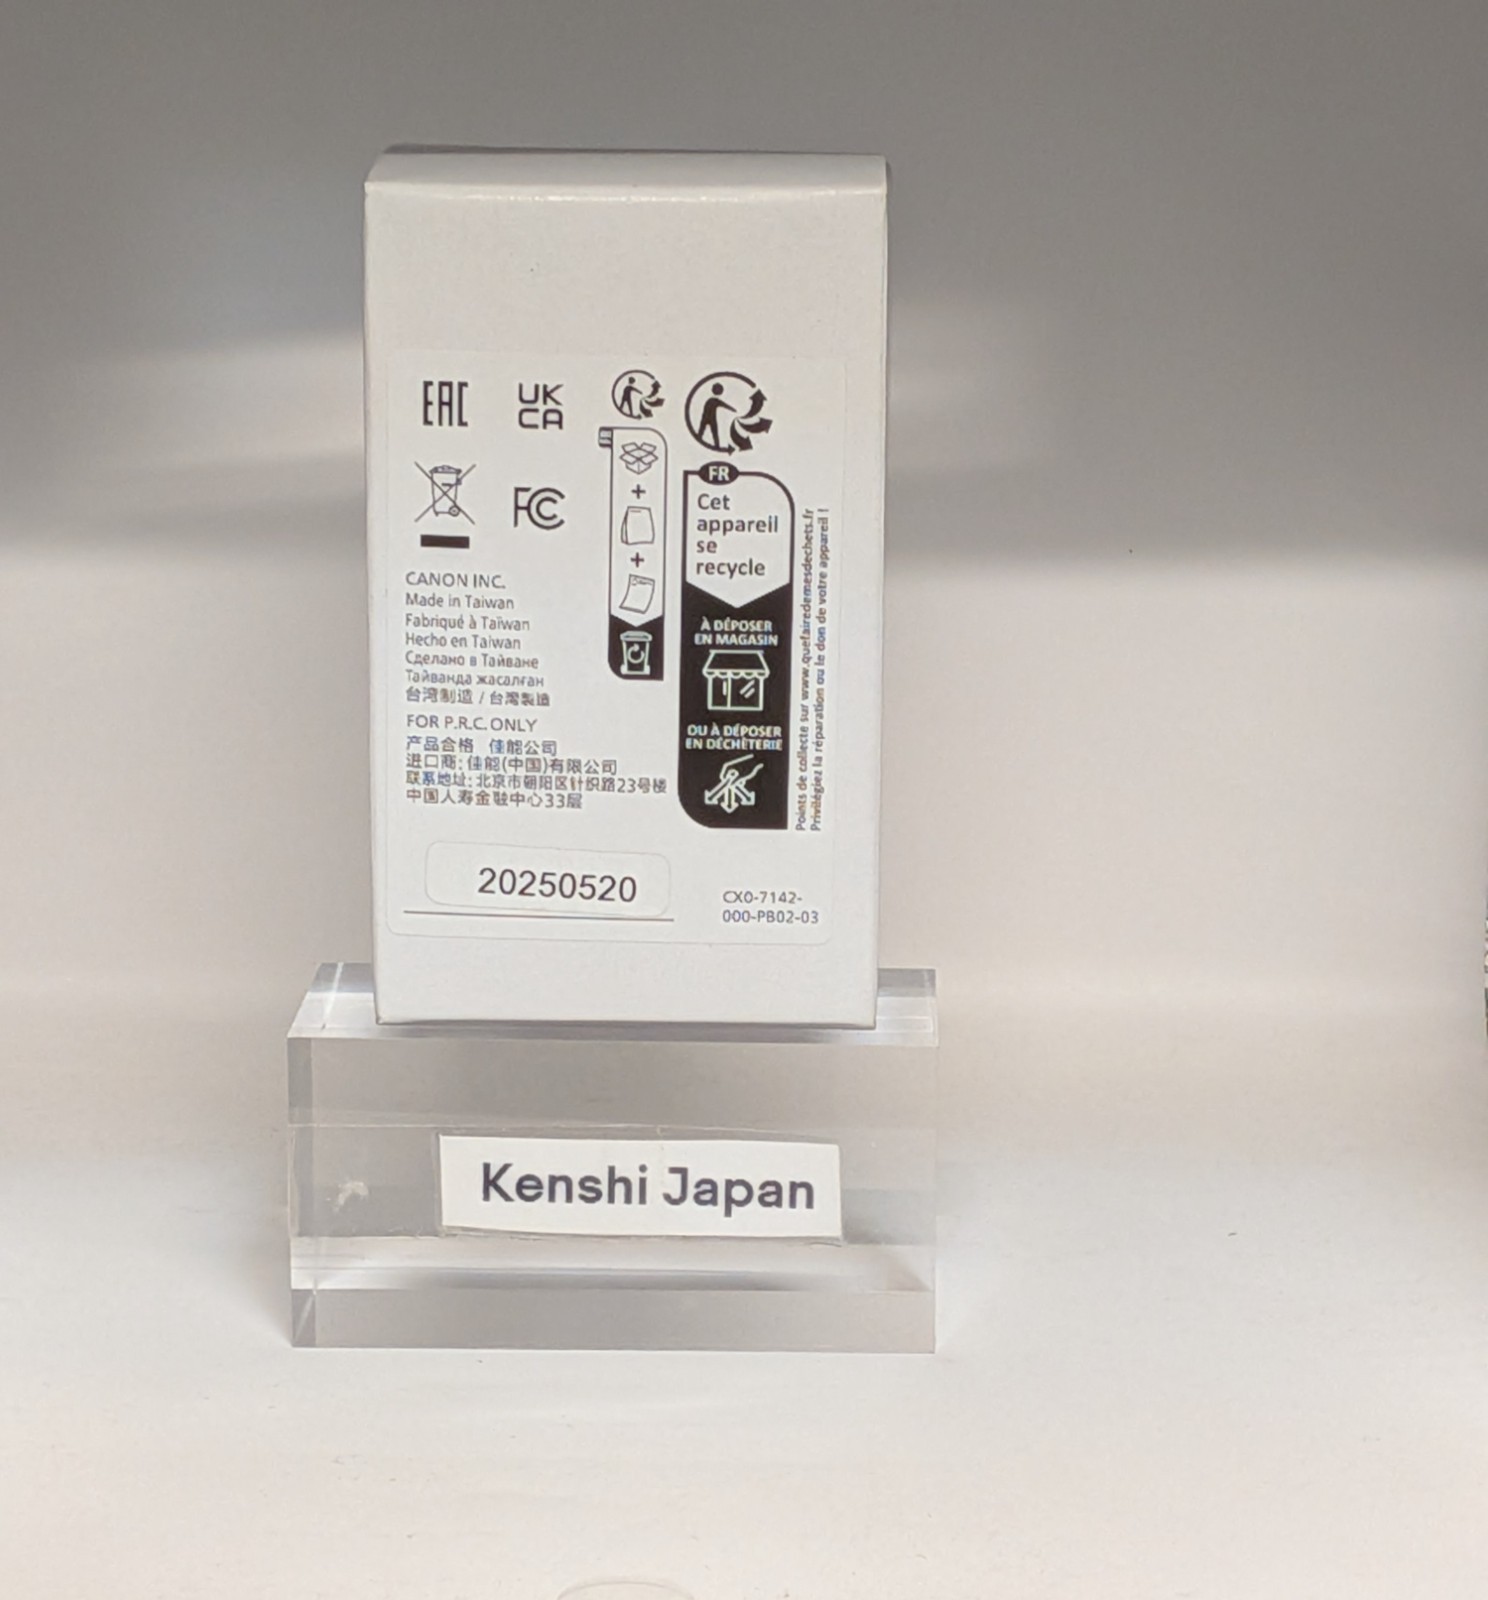 EAC
UK
CA
FC
CANON INC.
Made in Taiwan
Fabriqué à Taïwan
Hecho en Taiwan
Сделано в Тайване
Тайванда жасалған
台湾制造 / 台灣製造
FOR P.R.C. ONLY
产品合格 佳能公司
进口商: 佳能(中国)有限公司
联系地址: 北京市朝阳区针织路23号楼
中国人寿金融中心33层
20250520
FR
Cet
appareil
se
recycle
À DÉPOSER
EN MAGASIN
OU À DÉPOSER
EN DÉCHÈTERIE
Points de collecte sur www.quefairedemesdechets.fr
Privilégiez la réparation ou le don de votre appareil !
CX0-7142-
000-PB02-03
Kenshi Japan